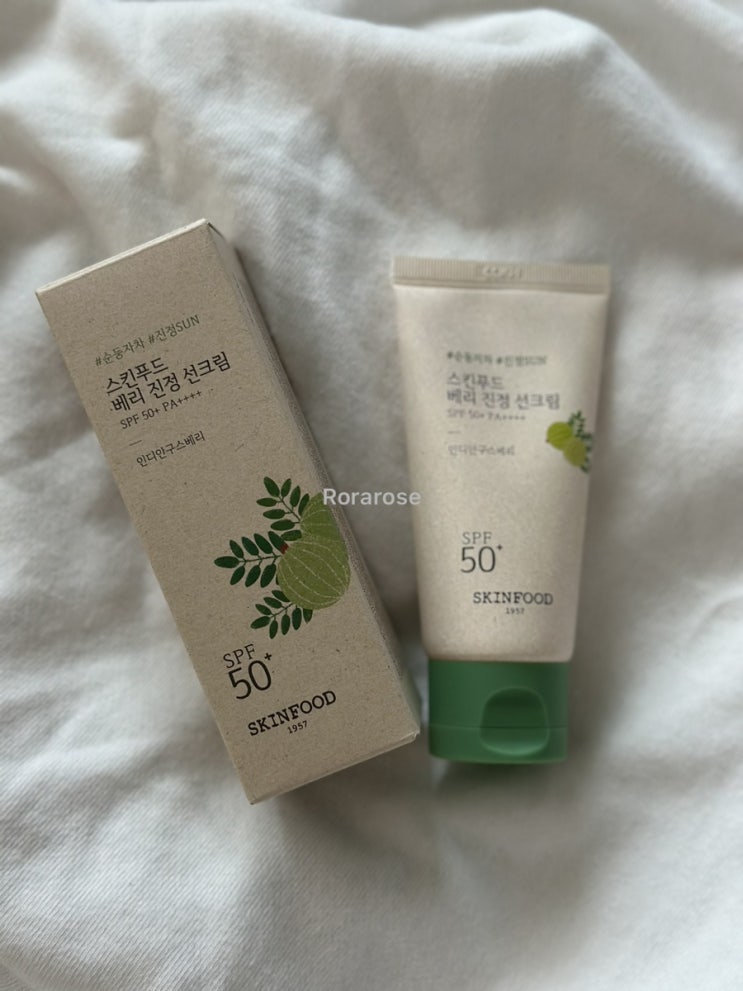 #순둥자차 #진정SUN
스킨푸드
베리 진정 선크림
SPF 50+ PA++++
인디안구스베리
SPF
50+
SKINFOOD
1957
#순둥자차 #진정SUN
스킨푸드
베리 진정 선크림
SPF 50+ PA++++
인디안구스베리
SPF
50+
SKINFOOD
1957
Rorarose